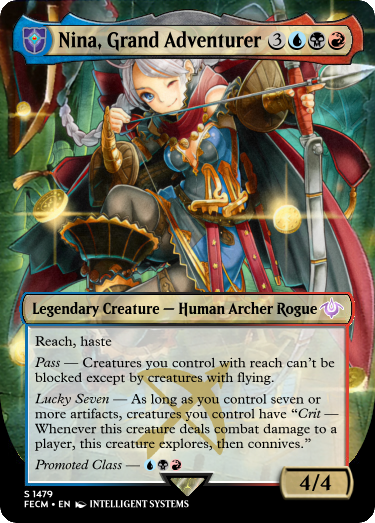 Nina, Grand Adventurer 3
Legendary Creature — Human Archer Rogue
Reach, haste
Pass — Creatures you control with reach can't be
blocked except by creatures with flying.
Lucky Seven — As long as you control seven or
more artifacts, creatures you control have “Crit —
Whenever this creature deals combat damage to a
player, this creature explores, then connives.”
Promoted Class —
4/4
S 1479
FECM • EN INTELLIGENT SYSTEMS